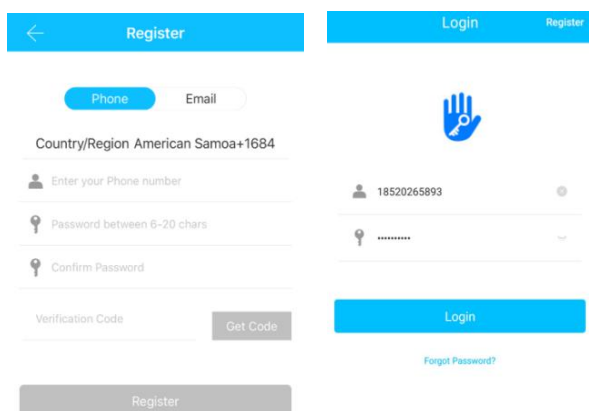 Register
Phone
Email
Country/Region American Samoa+1684
Enter your Phone number
Password between 6-20 chars
Confirm Password
Verification Code
Get Code
Register
Login
Register
18520265893
••••••••••
Login
Forgot Password?